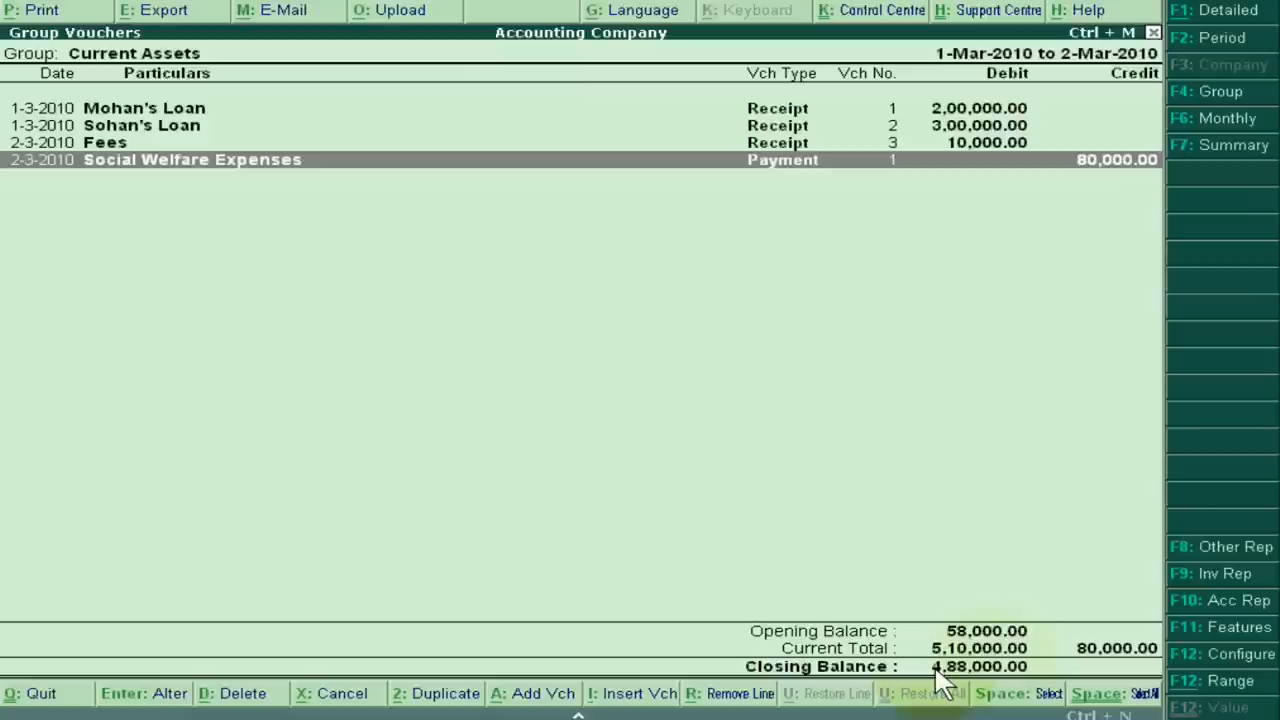 P: Print E: Export M: E-Mail O: Upload G: Language K: Keyboard K: Control Centre H: Support Centre H: Help
Group Vouchers Accounting Company Ctrl + M
Group: Current Assets 1-Mar-2010 to 2-Mar-2010
Date Particulars Vch Type Vch No. Debit Credit
1-3-2010 Mohan's Loan Receipt 1 2,00,000.00
1-3-2010 Sohan's Loan Receipt 2 3,00,000.00
2-3-2010 Fees Receipt 3 10,000.00
2-3-2010 Social Welfare Expenses Payment 1 80,000.00
Opening Balance : 58,000.00
Current Total : 5,10,000.00 80,000.00
Closing Balance : 4,88,000.00
Q: Quit Enter: Alter D: Delete X: Cancel 2: Duplicate A: Add Vch I: Insert Vch R: Remove Line U: Restore Line U: Restore All Space: Select Space:
Ctrl + N
F1: Detailed
F2: Period
F3: Company
F4: Group
F6: Monthly
F7: Summary
F8: Other Rep
F9: Inv Rep
F10: Acc Rep
F11: Features
F12: Configure
F12: Range
F12: Value